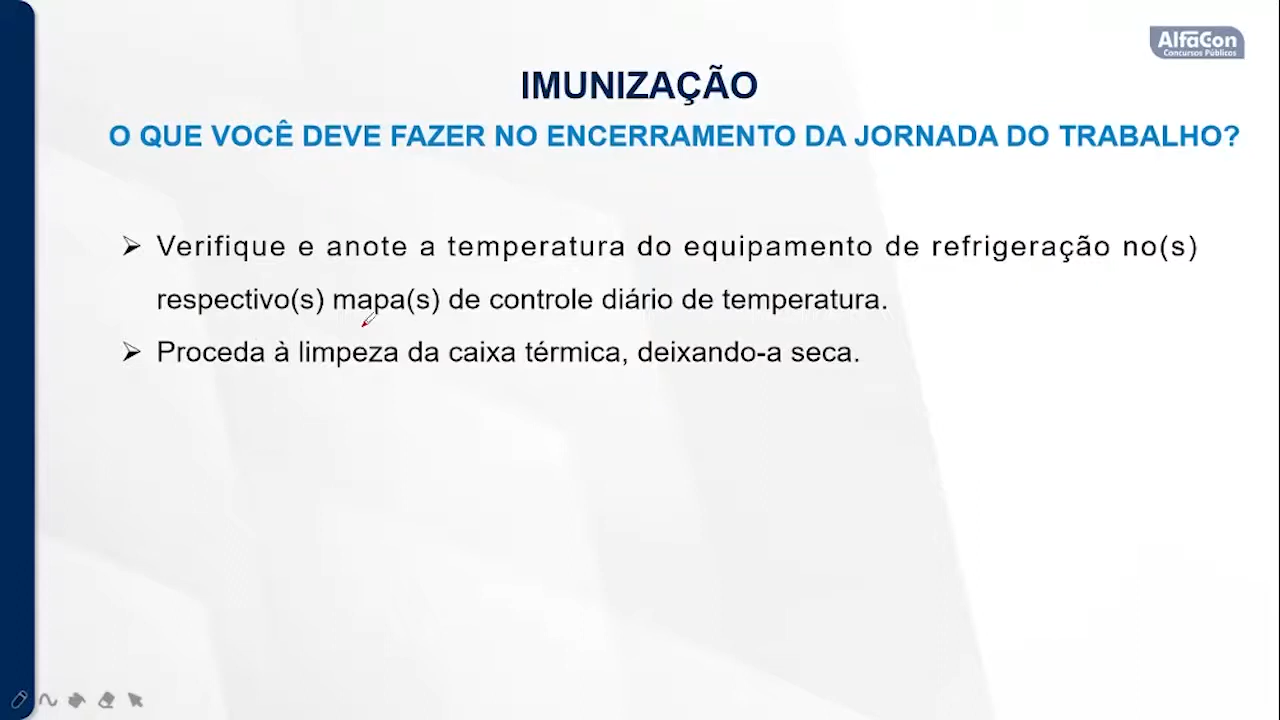 AlfaCon
Concursos Públicos
IMUNIZAÇÃO
O QUE VOCÊ DEVE FAZER NO ENCERRAMENTO DA JORNADA DO TRABALHO?
➢ Verifique e anote a temperatura do equipamento de refrigeração no(s)
respectivo(s) mapa(s) de controle diário de temperatura.
➢ Proceda à limpeza da caixa térmica, deixando-a seca.